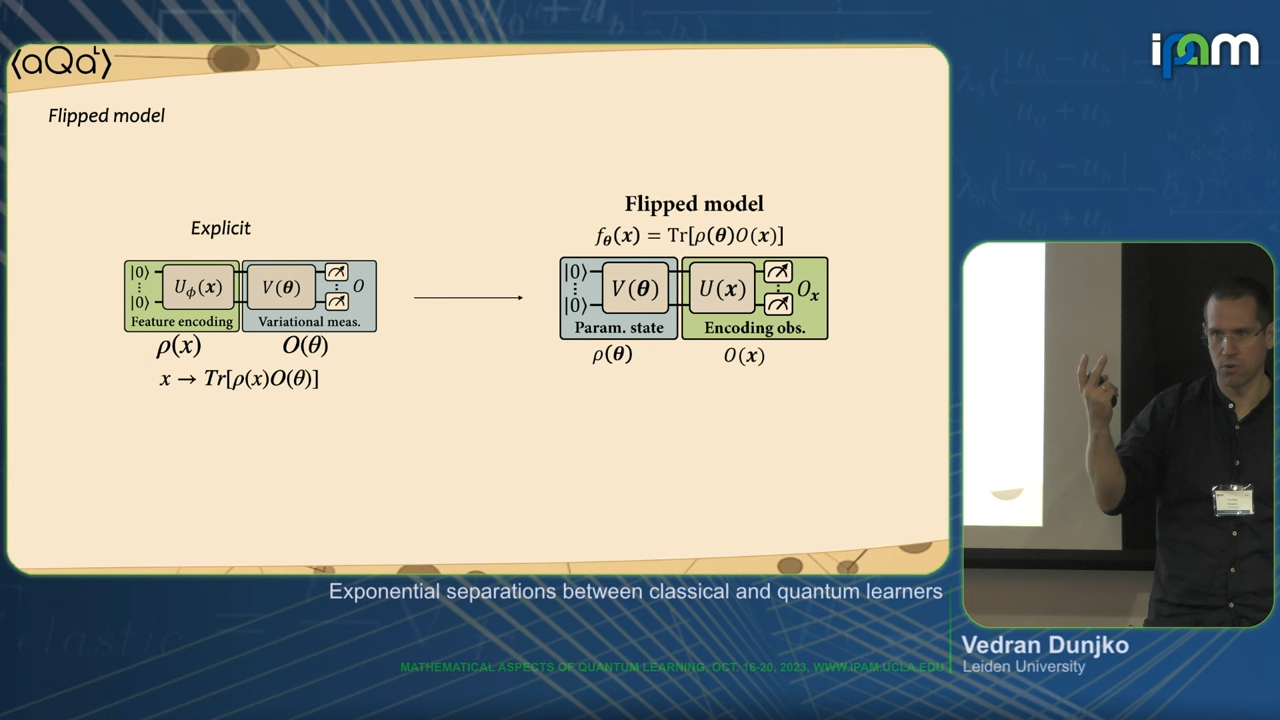 ⟨aQaᴸ⟩
ipam
Flipped model
Explicit
|0⟩
⋮
|0⟩
U_ϕ(x)
V(θ)
O
Feature encoding
Variational meas.
ρ(x)
O(θ)
x → Tr[ρ(x)O(θ)]
Flipped model
f_θ(x) = Tr[ρ(θ)O(x)]
|0⟩
⋮
|0⟩
V(θ)
U(x)
O_x
Param. state
Encoding obs.
ρ(θ)
O(x)
Exponential separations between classical and quantum learners
Vedran Dunjko
Leiden University
MATHEMATICAL ASPECTS OF QUANTUM LEARNING, OCT. 16-20, 2023, WWW.IPAM.UCLA.EDU
elastic